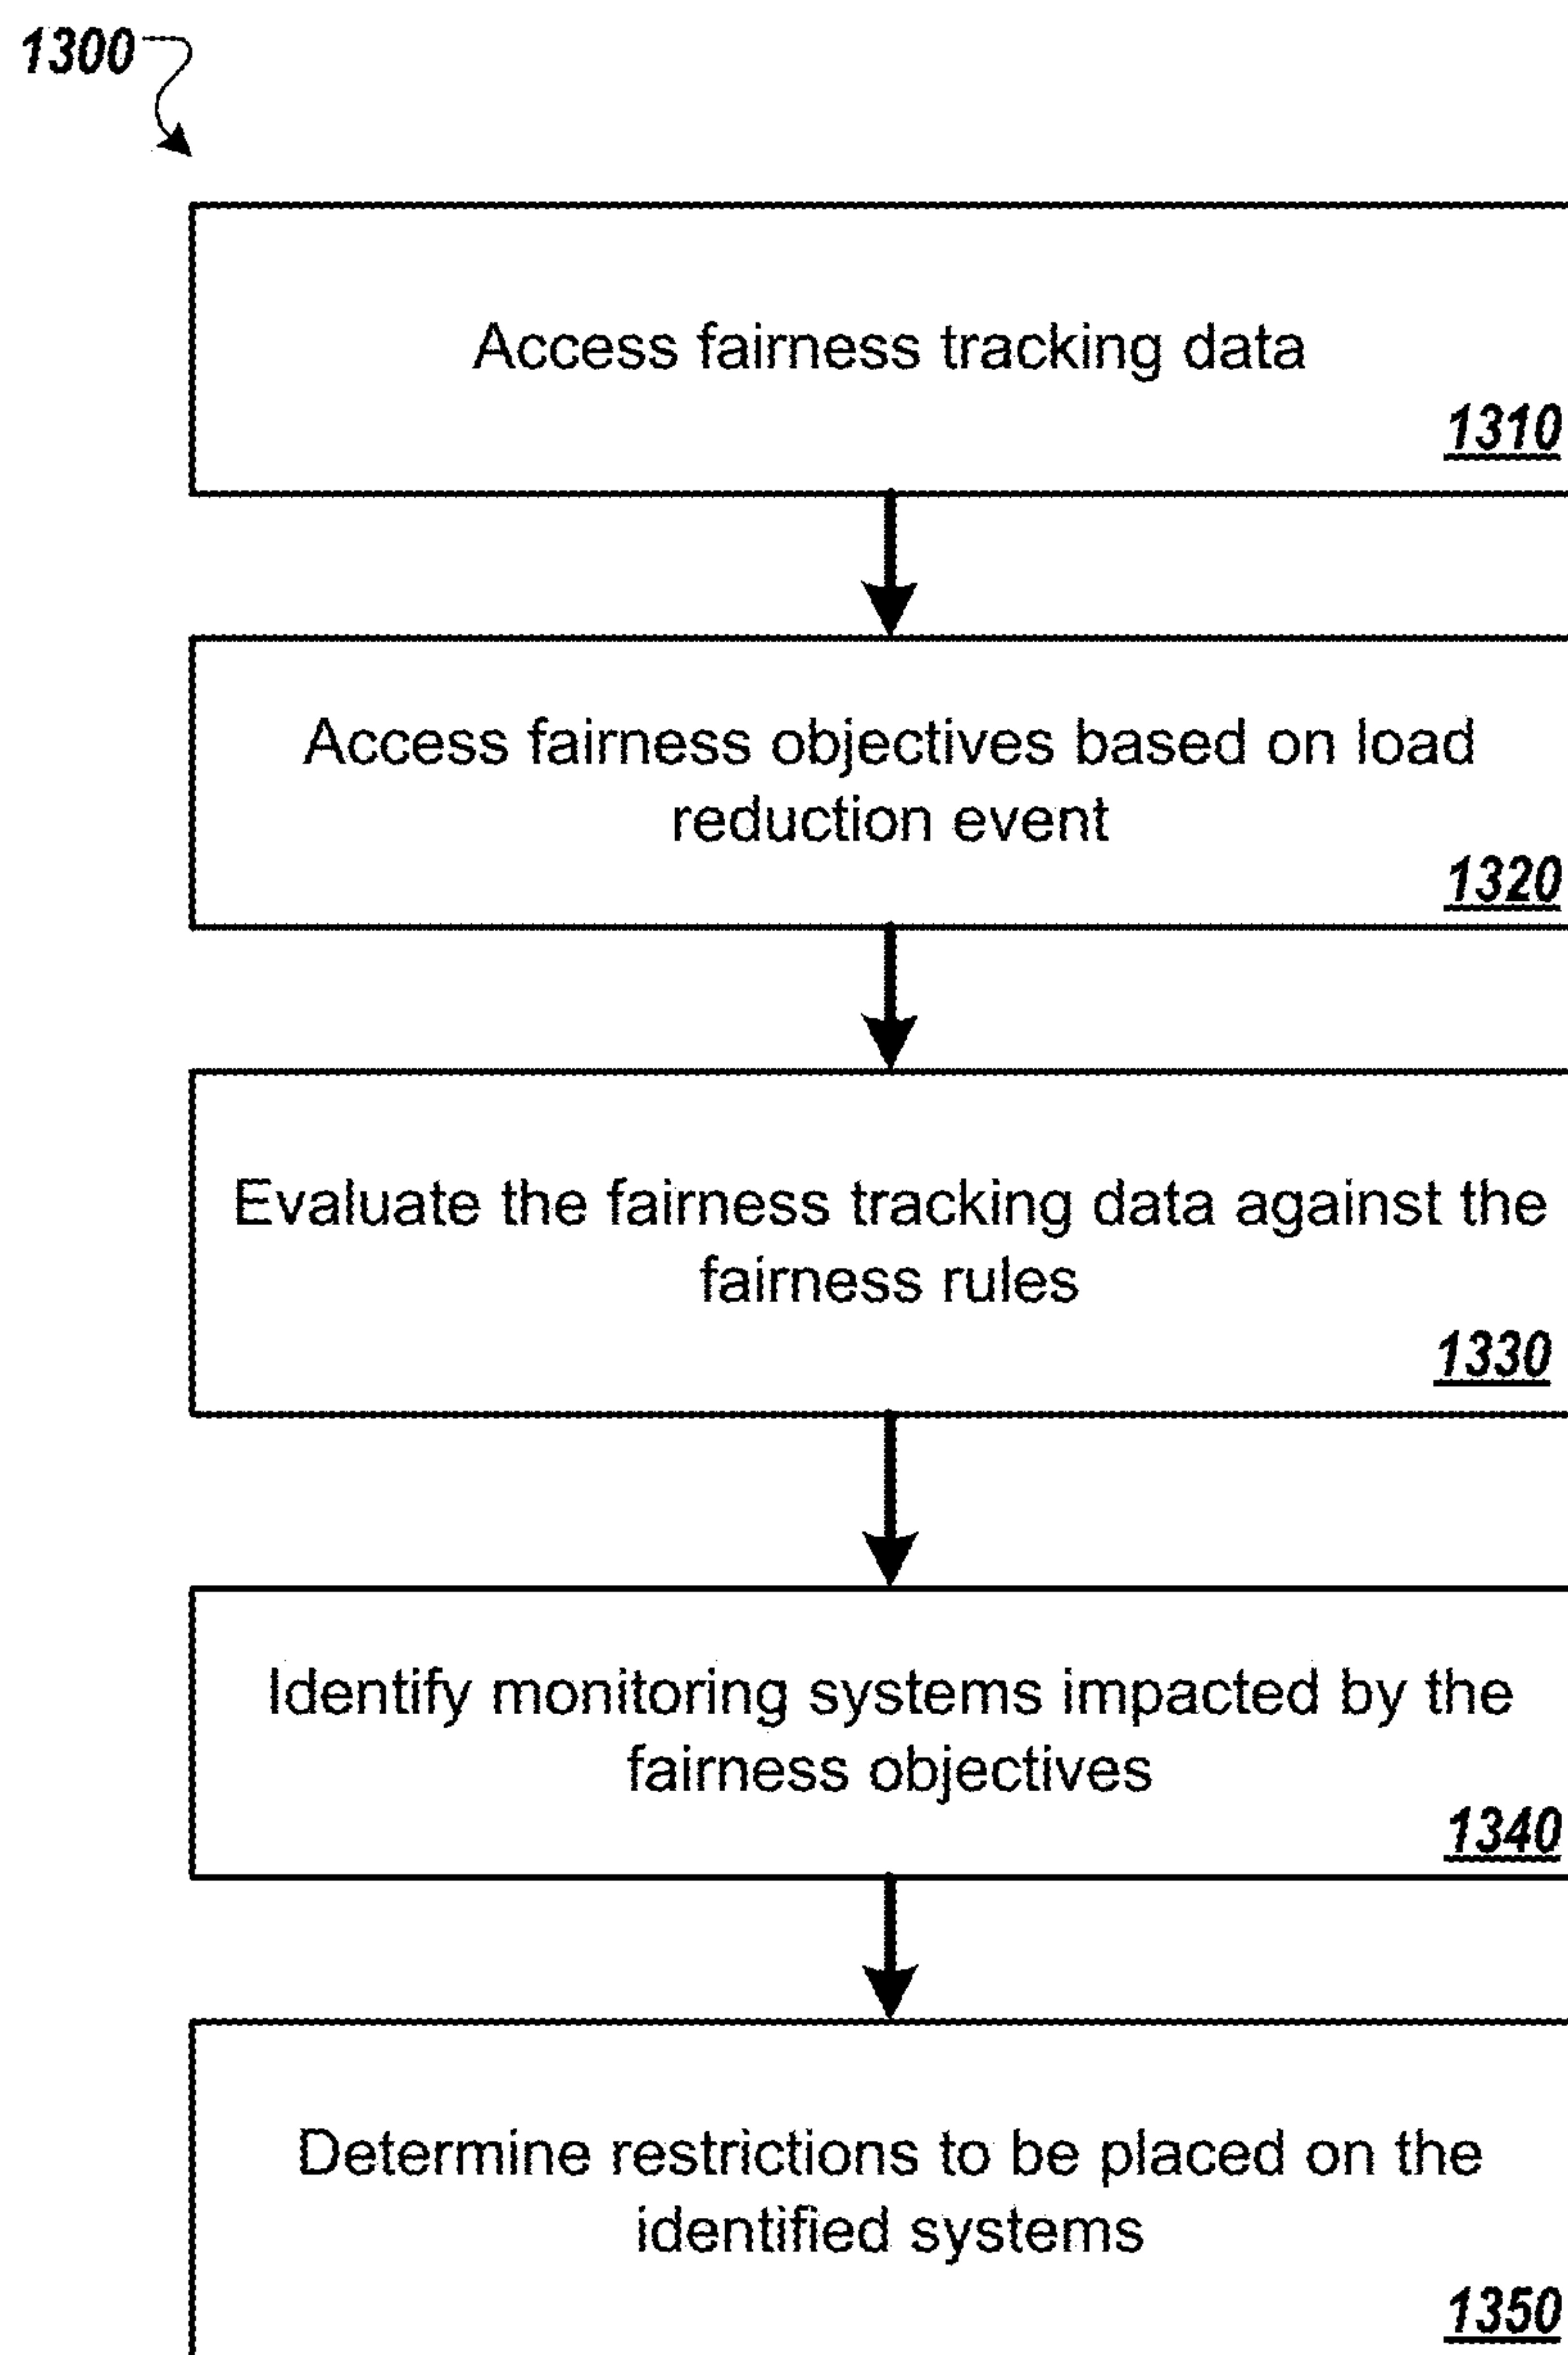 1300
Access fairness tracking data
1310
Access fairness objectives based on load
reduction event
1320
Evaluate the fairness tracking data against the
fairness rules
1330
Identify monitoring systems impacted by the
fairness objectives
1340
Determine restrictions to be placed on the
identified systems
1350